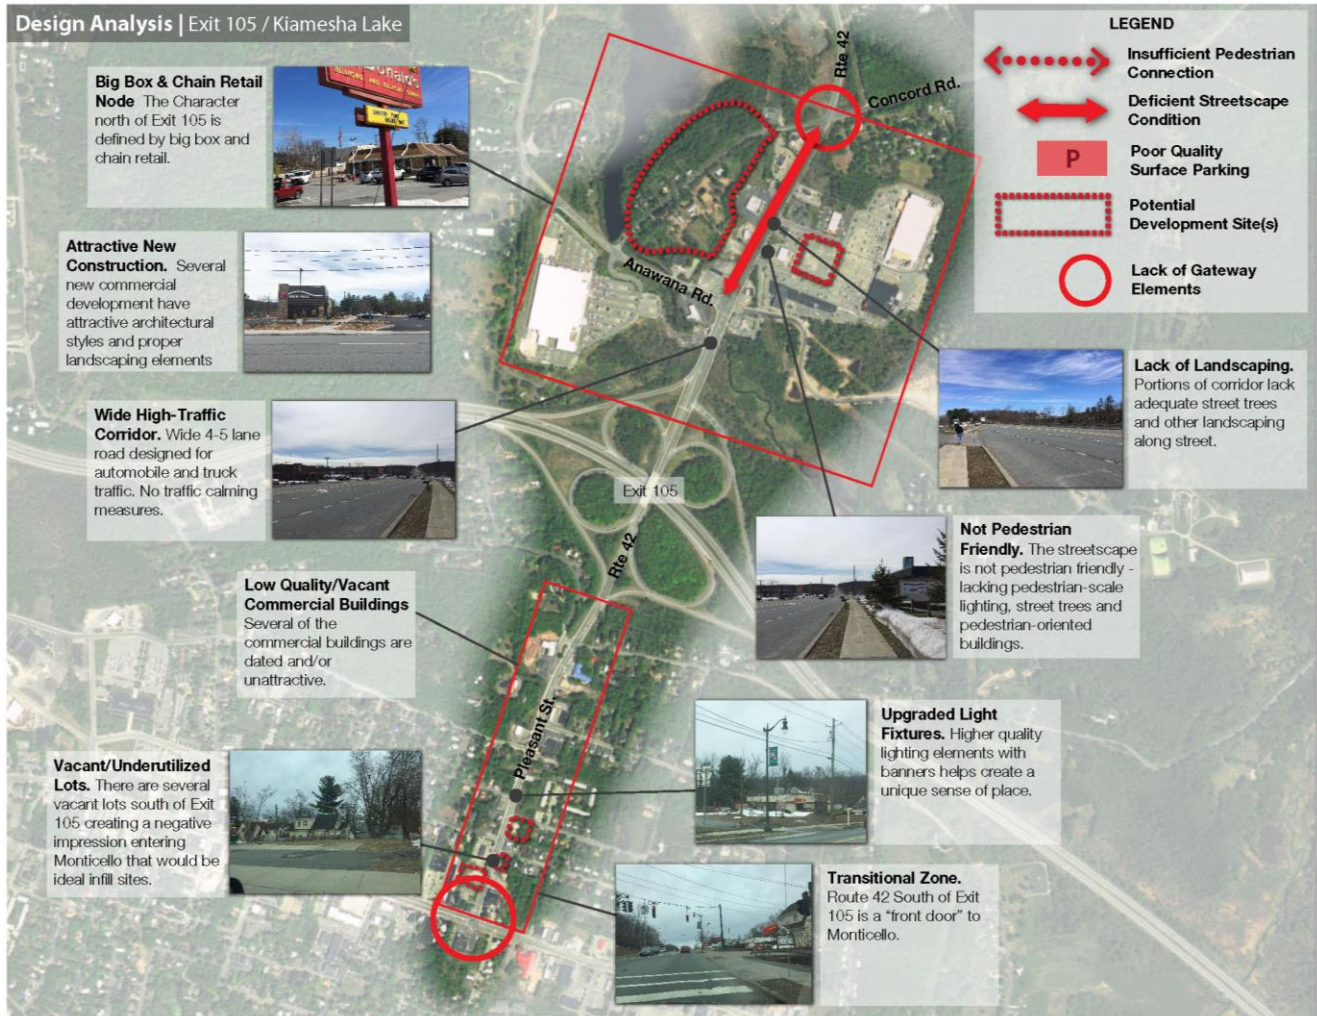 Design Analysis | Exit 105 / Kiamesha Lake
LEGEND
Insufficient Pedestrian
Connection
Deficient Streetscape
Condition
P
Poor Quality
Surface Parking
Potential
Development Site(s)
Lack of Gateway
Elements
Big Box & Chain Retail
Node The Character
north of Exit 105 is
defined by big box and
chain retail.
Rte 42
Concord Rd.
Anawana Rd.
Attractive New
Construction. Several
new commercial
development have
attractive architectural
styles and proper
landscaping elements
Wide High-Traffic
Corridor. Wide 4-5 lane
road designed for
automobile and truck
traffic. No traffic calming
measures.
Lack of Landscaping.
Portions of corridor lack
adequate street trees
and other landscaping
along street.
Exit 105
Not Pedestrian
Friendly. The streetscape
is not pedestrian friendly -
lacking pedestrian-scale
lighting, street trees and
pedestrian-oriented
buildings.
Rte 42
Low Quality/Vacant
Commercial Buildings
Several of the
commercial buildings are
dated and/or
unattractive.
Pleasant St.
Upgraded Light
Fixtures. Higher quality
lighting elements with
banners helps create a
unique sense of place.
Vacant/Underutilized
Lots. There are several
vacant lots south of Exit
105 creating a negative
impression entering
Monticello that would be
ideal infill sites.
Transitional Zone.
Route 42 South of Exit
105 is a “front door” to
Monticello.